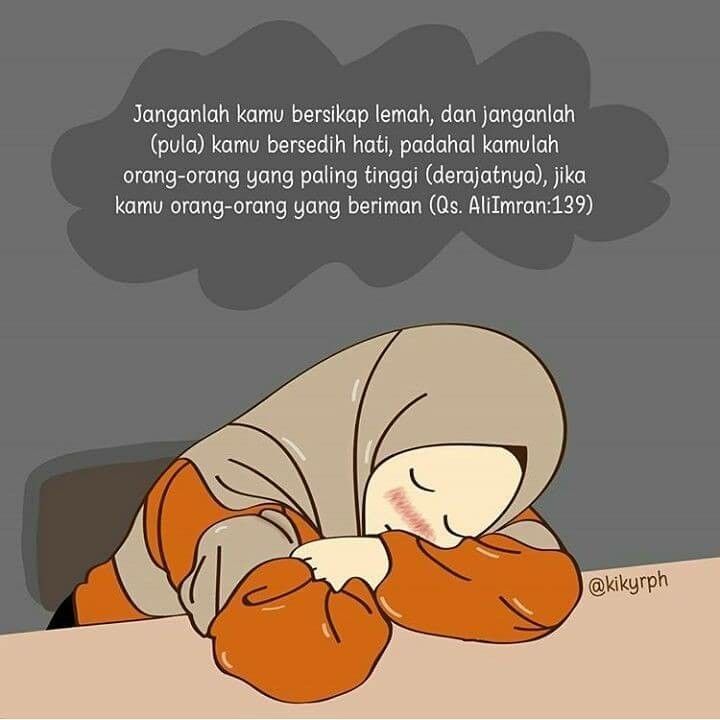 Janganlah kamu bersikap lemah, dan janganlah
(pula) kamu bersedih hati, padahal kamulah
orang-orang yang paling tinggi (derajatnya), jika
kamu orang-orang yang beriman (Qs. AliImran:139)
@kikyrph